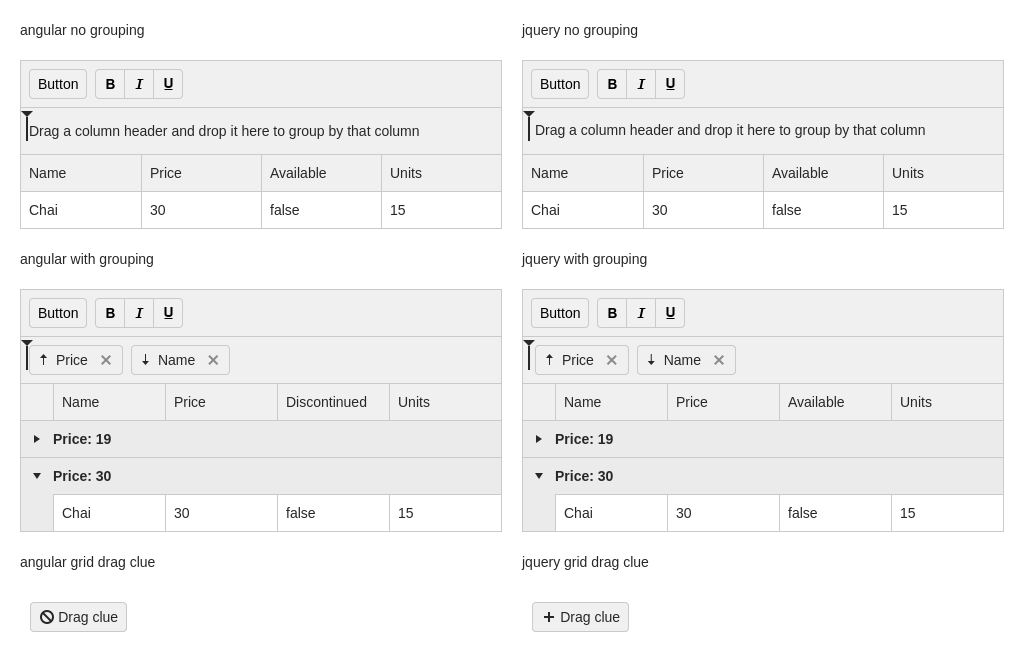 angular no grouping
Button B I U
Drag a column header and drop it here to group by that column
Name Price Available Units
Chai 30 false 15
jquery no grouping
Button B I U
Drag a column header and drop it here to group by that column
Name Price Available Units
Chai 30 false 15
angular with grouping
Button B I U
Price Name
Name Price Discontinued Units
Price: 19
Price: 30
Chai 30 false 15
jquery with grouping
Button B I U
Price Name
Name Price Available Units
Price: 19
Price: 30
Chai 30 false 15
angular grid drag clue
Drag clue
jquery grid drag clue
Drag clue